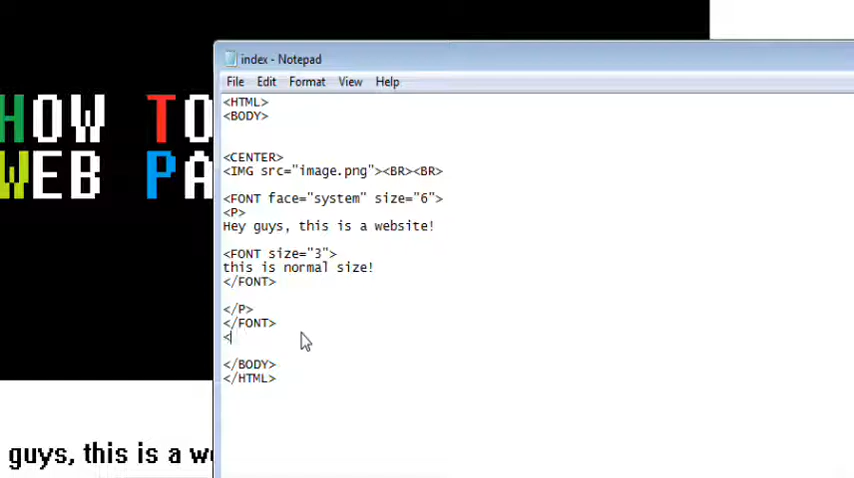 HOW TO
WEB PA
index - Notepad
File Edit Format View Help
<HTML>
<BODY>
<CENTER>
<IMG src="image.png"><BR><BR>
<FONT face="system" size="6">
<P>
Hey guys, this is a website!
<FONT size="3">
this is normal size!
</FONT>
</P>
</FONT>
<
</BODY>
</HTML>
guys, this is a we